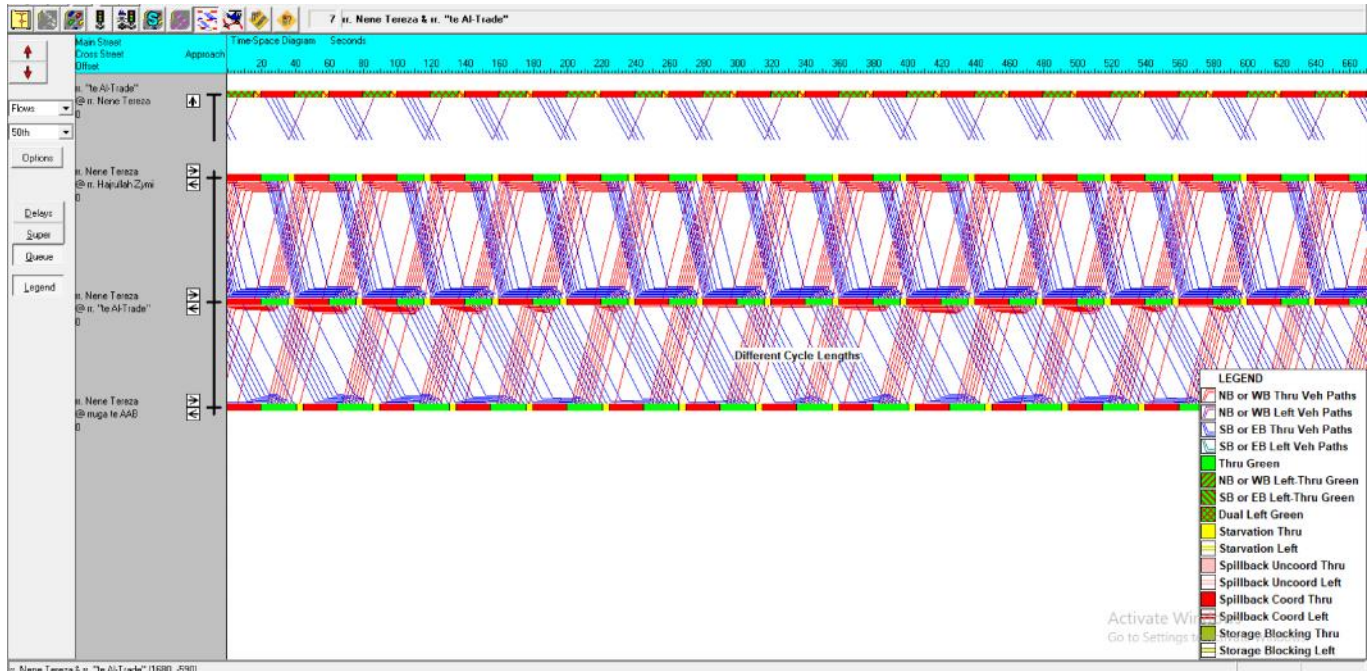 7 rr. Nene Tereza & rr. "te Al-Trade"
Main Street
Cross Street
Offset
Approach
Time-Space Diagram Seconds
20 40 60 80 100 120 140 160 180 200 220 240 260 280 300 320 340 360 380 400 420 440 460 480 500 520 540 560 580 600 620 640 660
rr. "te Al-Trade"
@ rr. Nene Tereza
0
Flows
50th
Options
Delays
Super
Queue
Legend
rr. Nene Tereza
@ rr. Hajrullah Zymi
0
rr. Nene Tereza
@ rr. "te Al-Trade"
0
Different Cycle Lengths
rr. Nene Tereza
@ rruga te AAB
0
LEGEND
NB or WB Thru Veh Paths
NB or WB Left Veh Paths
SB or EB Thru Veh Paths
SB or EB Left Veh Paths
Thru Green
NB or WB Left-Thru Green
SB or EB Left-Thru Green
Dual Left Green
Starvation Thru
Starvation Left
Spillback Uncoord Thru
Spillback Uncoord Left
Spillback Coord Thru
Spillback Coord Left
Storage Blocking Thru
Storage Blocking Left
Activate Win
Go to Settings t
rr. Nene Tereza & rr. "te Al-Trade" (1680, -590)